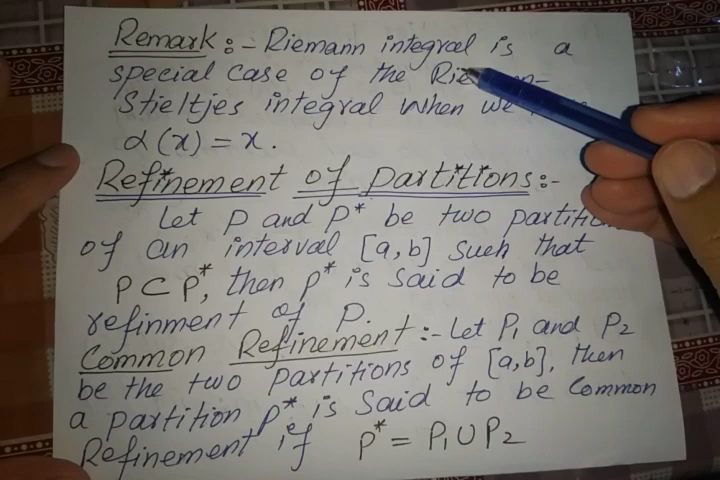 Remark :- Riemann integral is a
special case of the
Stieltjes integral when we
α(x) = x.
Refinement of partitions:-
Let P and P* be two
of an interval [a,b] such that
P⊂P*, then P* is said to be
refinment of P.
Common Refinement :- Let P₁ and P₂
be the two partitions of [a,b], then
a partition P* is said to be Common
Refinement if P* = P₁∪P₂